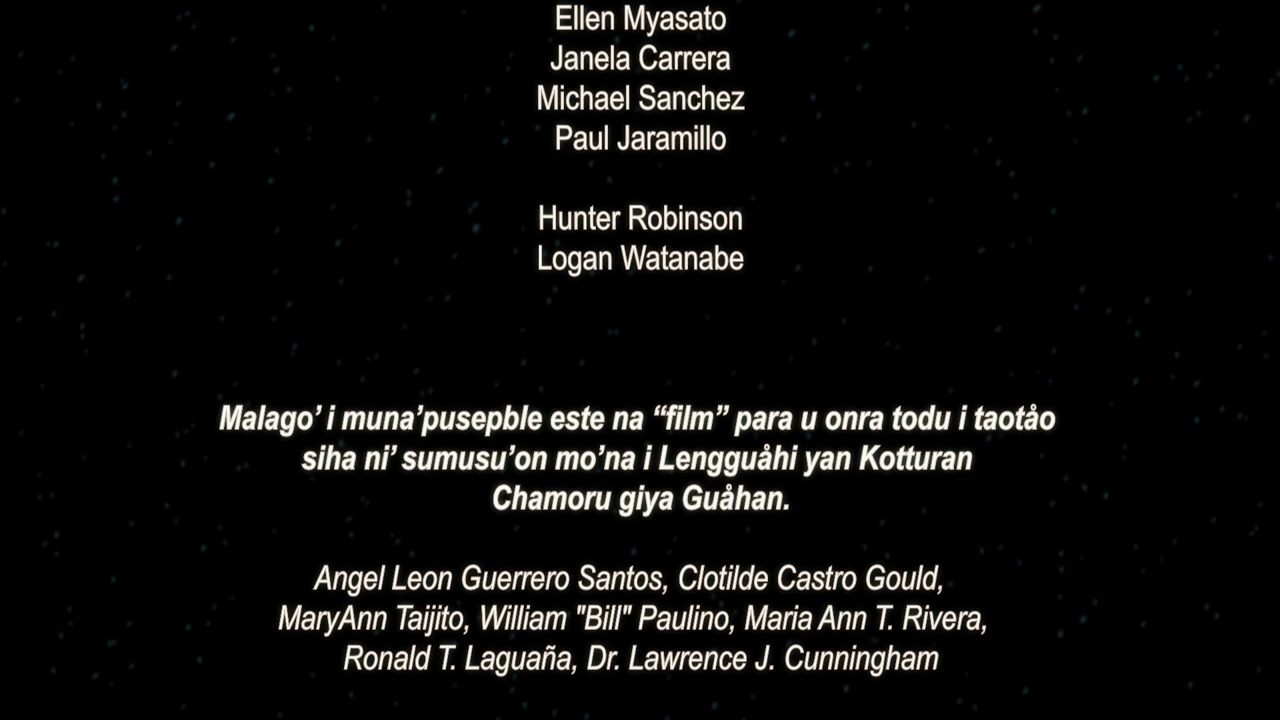 Ellen Myasato
Janela Carrera
Michael Sanchez
Paul Jaramillo
Hunter Robinson
Logan Watanabe
Malago’ i muna’pusepble este na “film” para u onra todu i taotåo
siha ni’ sumusu’on mo’na i Lengguåhi yan Kotturan
Chamoru giya Guåhan.
Angel Leon Guerrero Santos, Clotilde Castro Gould,
MaryAnn Taijito, William "Bill" Paulino, Maria Ann T. Rivera,
Ronald T. Laguaña, Dr. Lawrence J. Cunningham